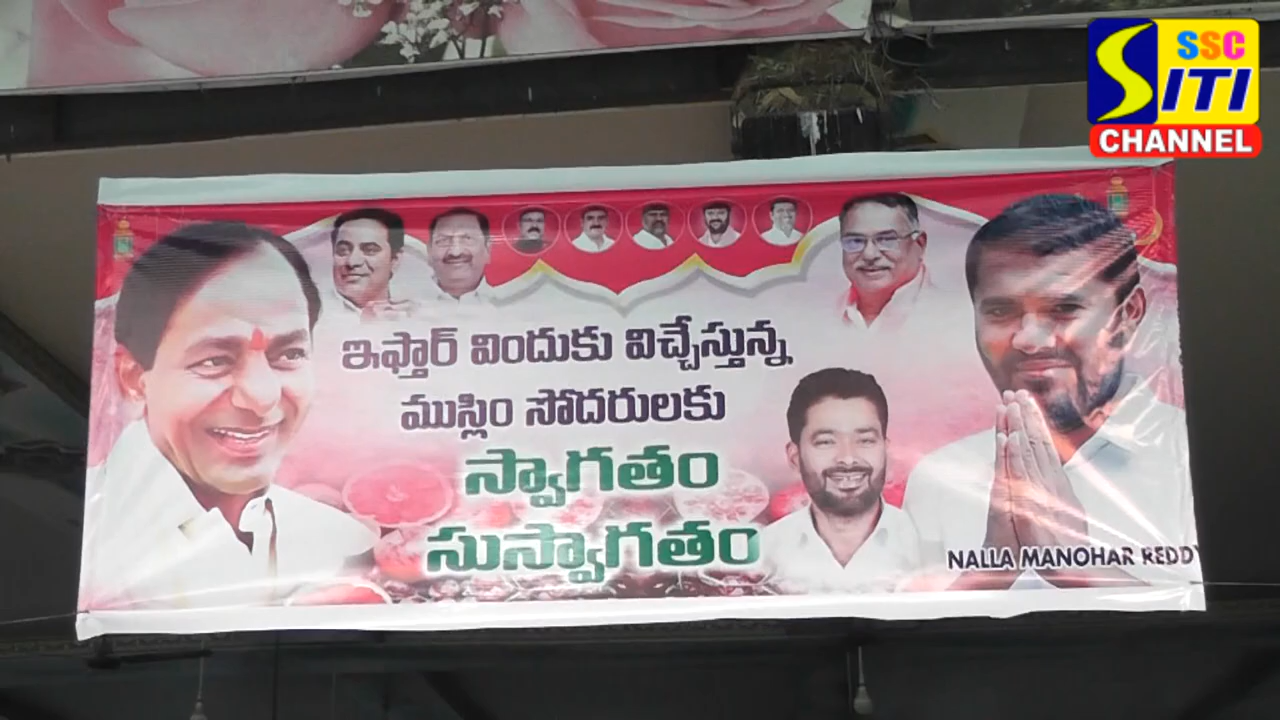 SSC
SITI
CHANNEL
ఇఫ్తార్ విందుకు విచ్చేస్తున్న
ముస్లిం సోదరులకు
స్వాగతం
సుస్వాగతం
NALLA MANOHAR REDDY